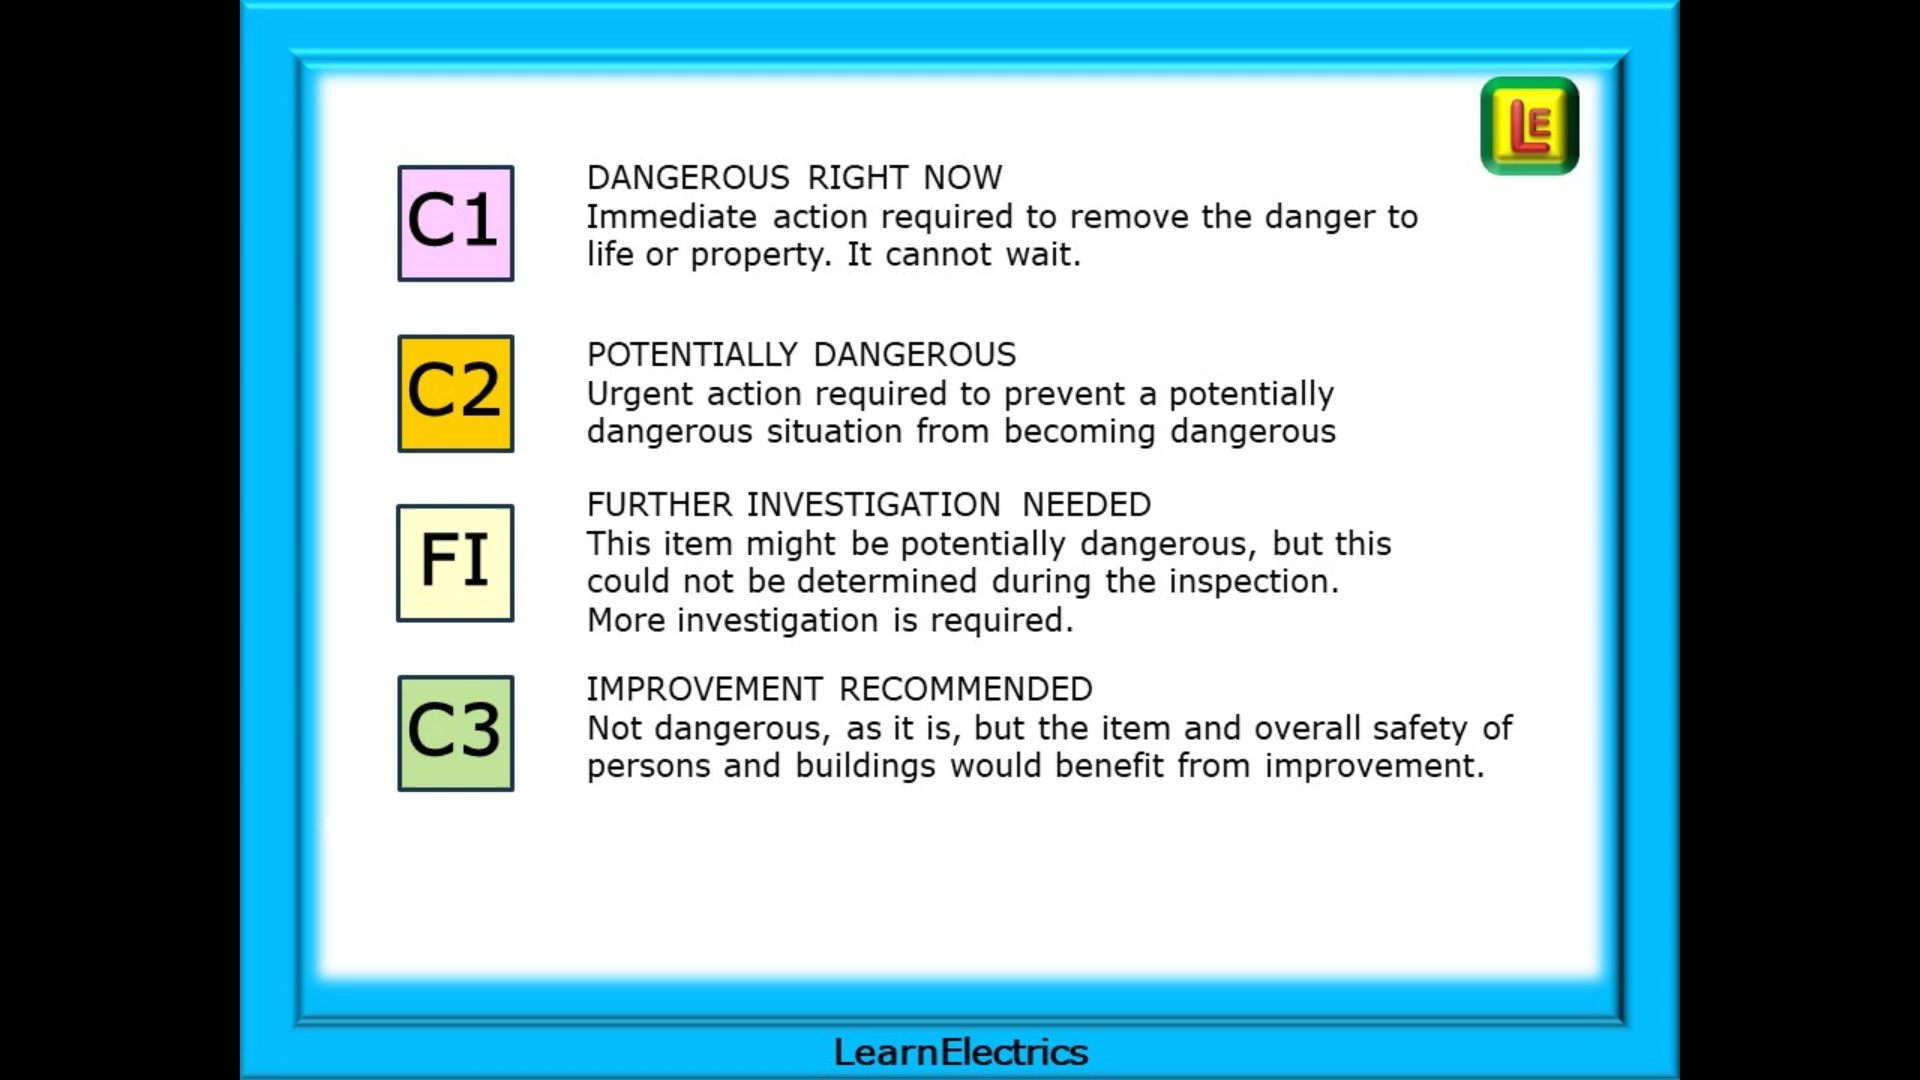 LE
C1
DANGEROUS RIGHT NOW
Immediate action required to remove the danger to
life or property. It cannot wait.
C2
POTENTIALLY DANGEROUS
Urgent action required to prevent a potentially
dangerous situation from becoming dangerous
FI
FURTHER INVESTIGATION NEEDED
This item might be potentially dangerous, but this
could not be determined during the inspection.
More investigation is required.
C3
IMPROVEMENT RECOMMENDED
Not dangerous, as it is, but the item and overall safety of
persons and buildings would benefit from improvement.
LearnElectrics